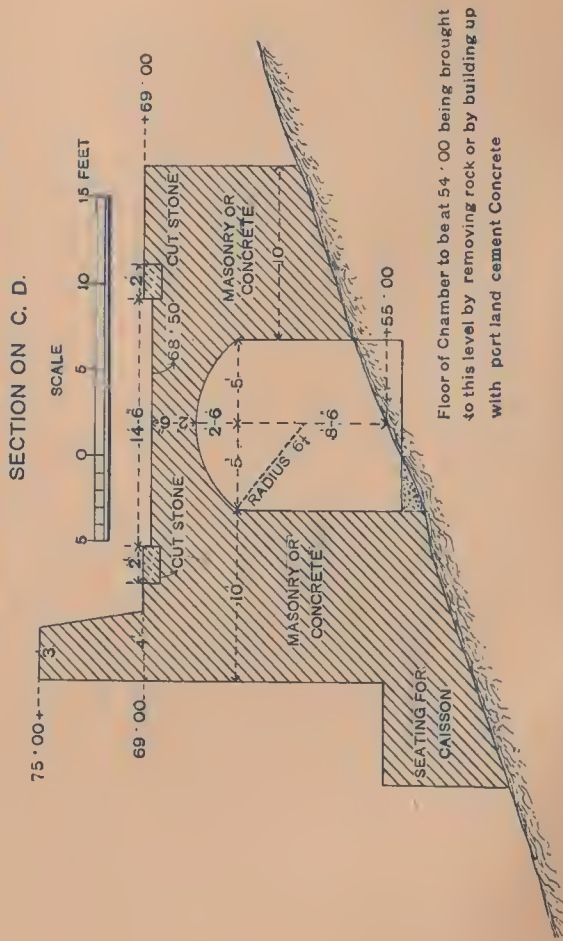 SECTION ON C. D.
SCALE
5 0 5 10 15 FEET
75·00+
3'
69·00
4'
2'
14-6
2'
+69·00
CUT STONE
+68·50
CUT STONE
2-6
10
5
5
10
RADIUS 6¼
8-6
+55·00
MASONRY OR
CONCRETE
MASONRY OR
CONCRETE
SEATING FOR
CAISSON
Floor of Chamber to be at 54·00 being brought
to this level by removing rock or by building up
with portland cement Concrete